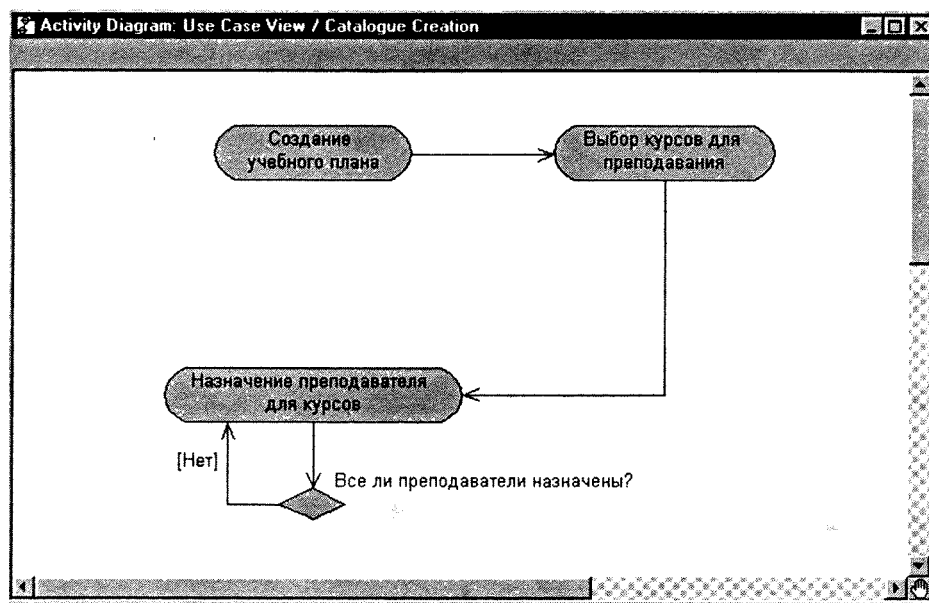 Activity Diagram: Use Case View / Catalogue Creation
Создание
учебного плана
Выбор курсов для
преподавания
Назначение преподавателя
для курсов
[Нет]
Все ли преподаватели назначены?